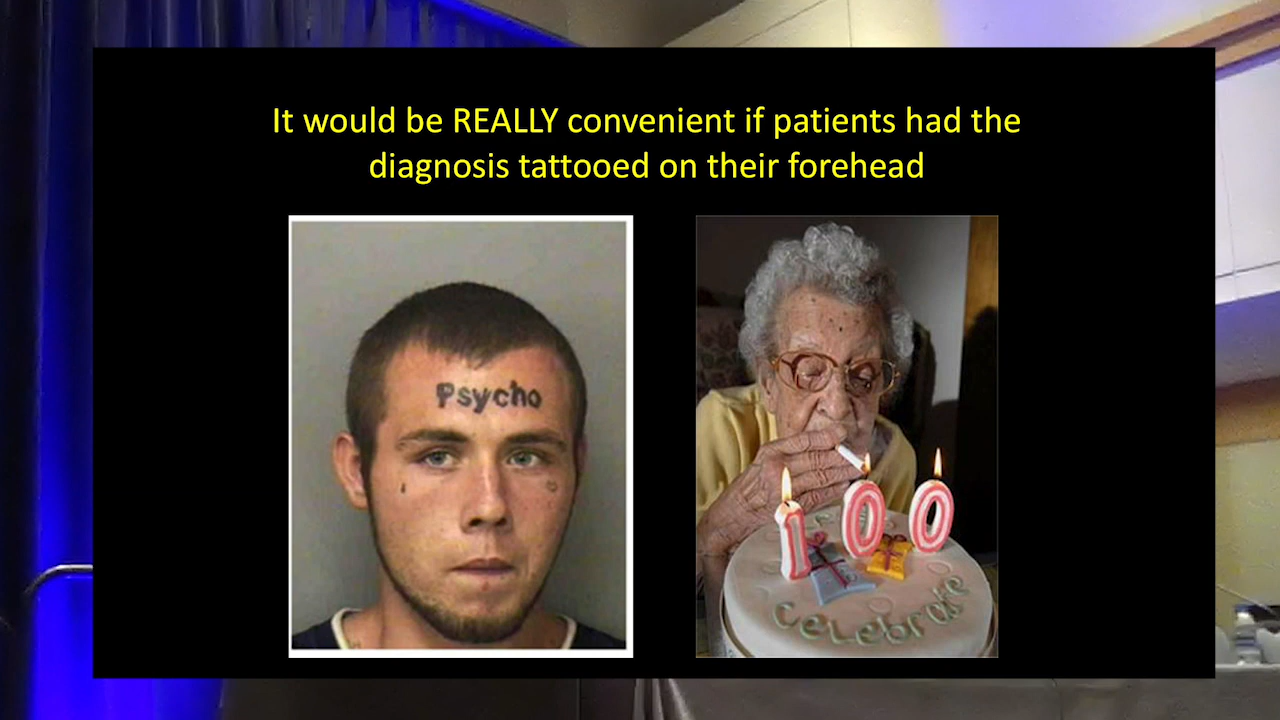 It would be REALLY convenient if patients had the
diagnosis tattooed on their forehead
Psycho
100
Celebrate